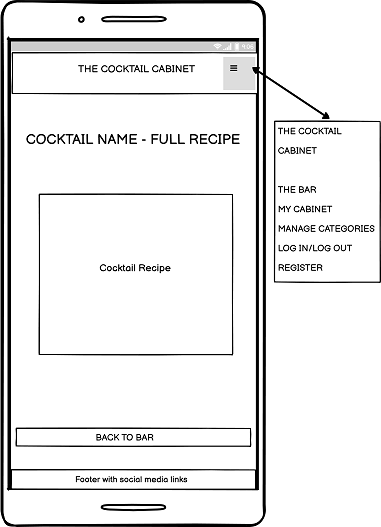 9:06
THE COCKTAIL CABINET
COCKTAIL NAME - FULL RECIPE
Cocktail Recipe
BACK TO BAR
Footer with social media links
THE COCKTAIL
CABINET
THE BAR
MY CABINET
MANAGE CATEGORIES
LOG IN/LOG OUT
REGISTER